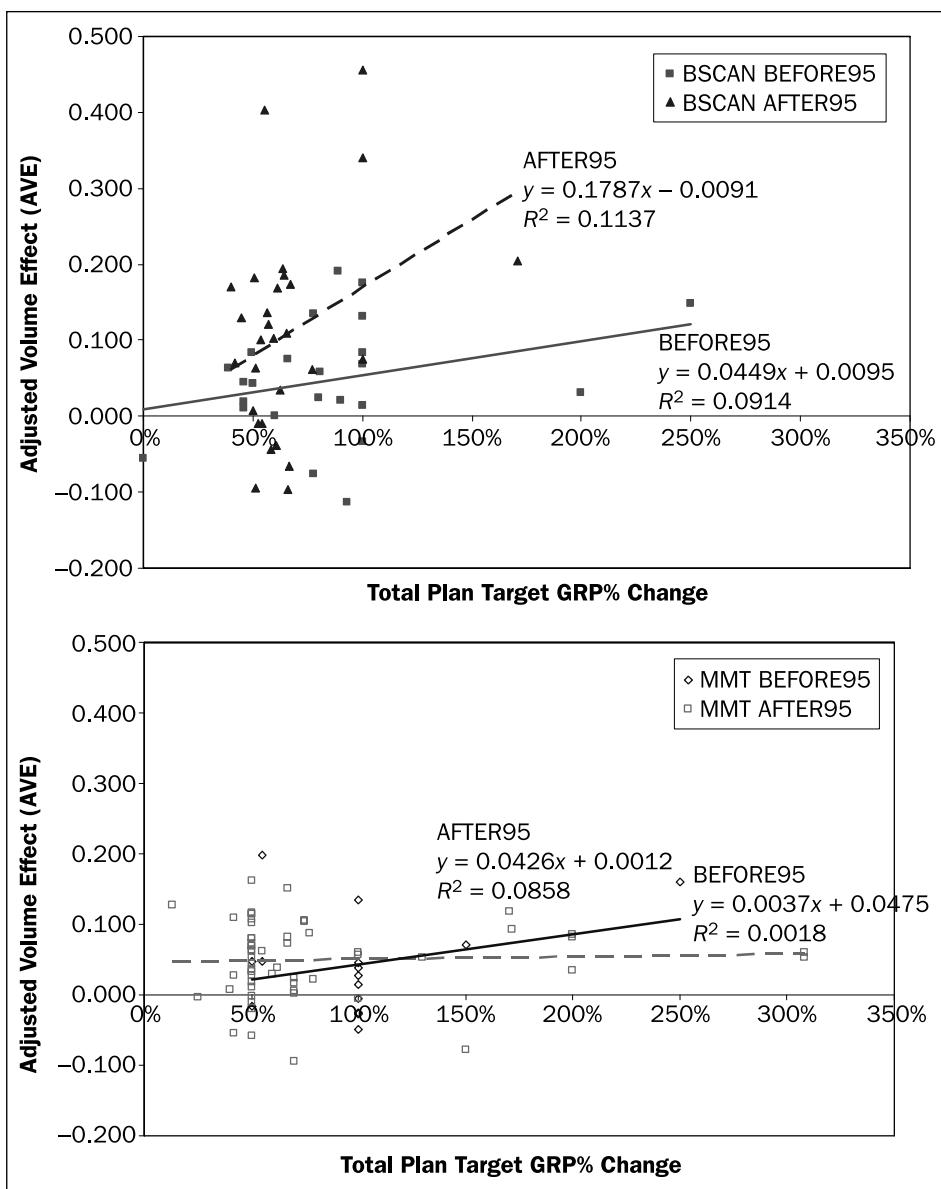 0.500
BSCAN BEFORE95
BSCAN AFTER95
0.400
AFTER95
y = 0.1787x − 0.0091
R² = 0.1137
0.300
0.200
0.100
BEFORE95
y = 0.0449x + 0.0095
R² = 0.0914
0.000
0% 50% 100% 150% 200% 250% 300% 350%
−0.100
−0.200
Adjusted Volume Effect (AVE)
Total Plan Target GRP% Change
0.500
MMT BEFORE95
MMT AFTER95
0.400
0.300
AFTER95
y = 0.0426x + 0.0012
R² = 0.0858
0.200
BEFORE95
y = 0.0037x + 0.0475
R² = 0.0018
0.100
0.000
0% 50% 100% 150% 200% 250% 300% 350%
−0.100
−0.200
Adjusted Volume Effect (AVE)
Total Plan Target GRP% Change